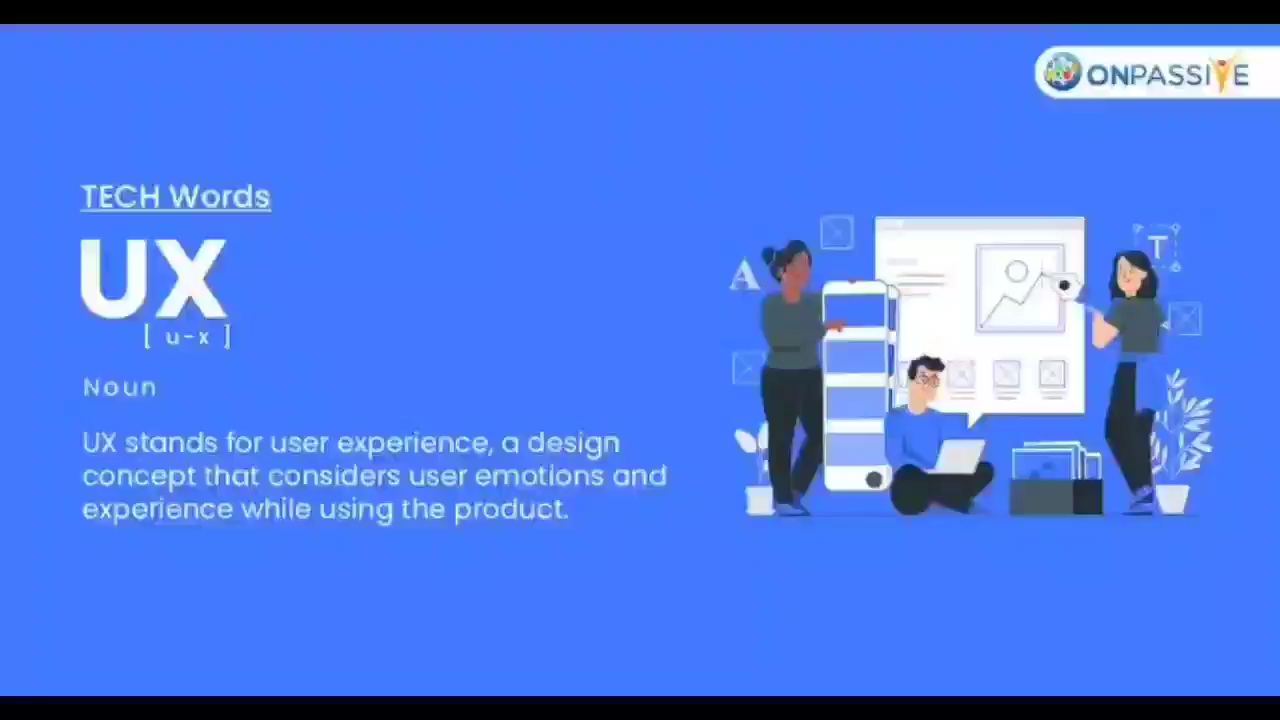 ONPASSIVE
TECH Words
UX
[ u-x ]
Noun
UX stands for user experience, a design
concept that considers user emotions and
experience while using the product.
A
T